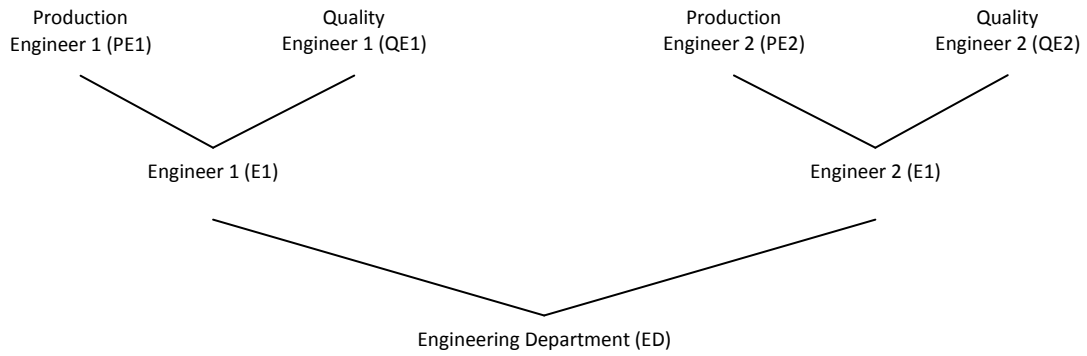 Production
Engineer 1 (PE1)
Quality
Engineer 1 (QE1)
Production
Engineer 2 (PE2)
Quality
Engineer 2 (QE2)
Engineer 1 (E1)
Engineer 2 (E1)
Engineering Department (ED)